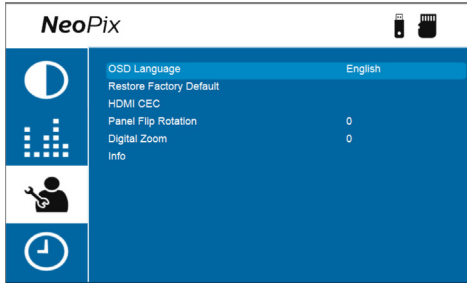 NeoPix
OSD Language English
Restore Factory Default
HDMI CEC
Panel Flip Rotation 0
Digital Zoom 0
Info